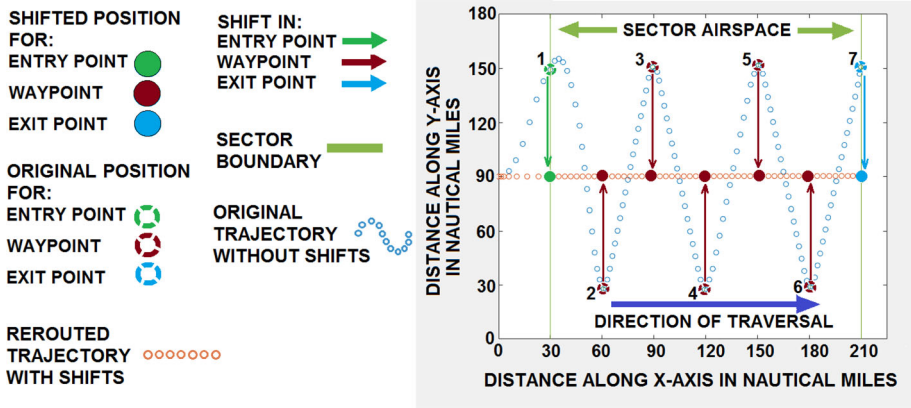 SHIFTED POSITION
FOR:
ENTRY POINT
WAYPOINT
EXIT POINT
ORIGINAL POSITION
FOR:
ENTRY POINT
WAYPOINT
EXIT POINT
REROUTED
TRAJECTORY
WITH SHIFTS
SHIFT IN:
ENTRY POINT
WAYPOINT
EXIT POINT
SECTOR
BOUNDARY
ORIGINAL
TRAJECTORY
WITHOUT SHIFTS
DISTANCE ALONG Y-AXIS
IN NAUTICAL MILES
180
150
120
90
60
30
0
SECTOR AIRSPACE
1
3
5
7
2
4
6
DIRECTION OF TRAVERSAL
0
30
60
90
120
150
180
210
DISTANCE ALONG X-AXIS IN NAUTICAL MILES